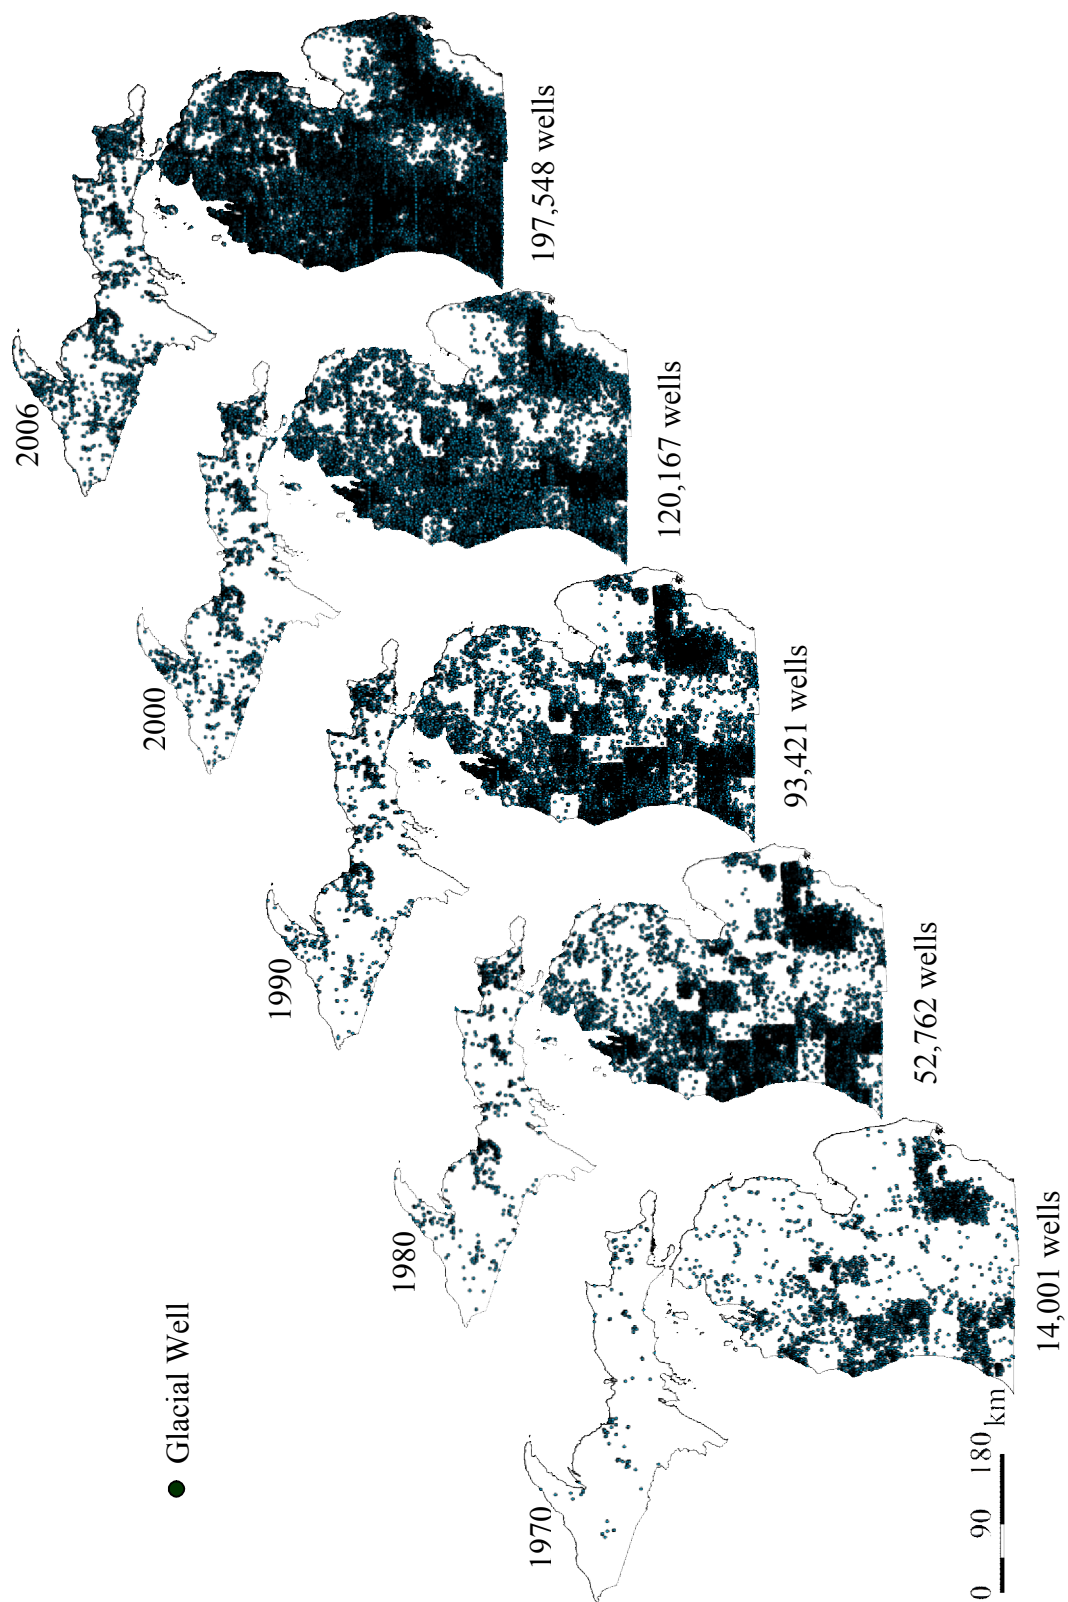 Glacial Well
1970
1980
1990
2000
2006
14,001 wells
52,762 wells
93,421 wells
120,167 wells
197,548 wells
0 90 180 km